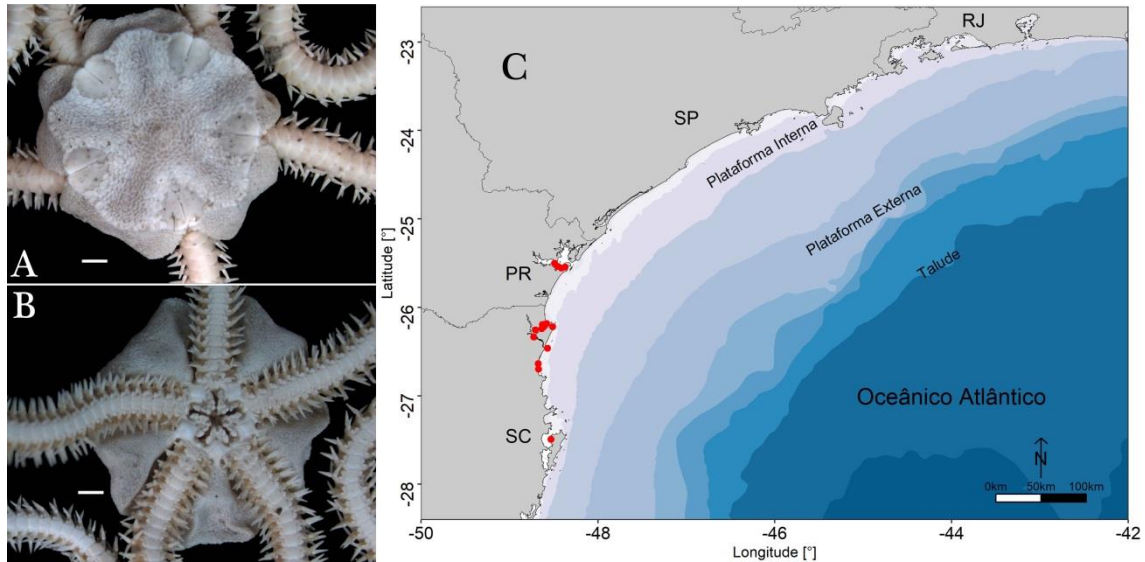 A
B
C
RJ
SP
PR
SC
Plataforma Interna
Plataforma Externa
Talude
Oceânico Atlântico
N
0km 50km 100km
-23
-24
-25
-26
-27
-28
Latitude [°]
-50 -48 -46 -44 -42
Longitude [°]